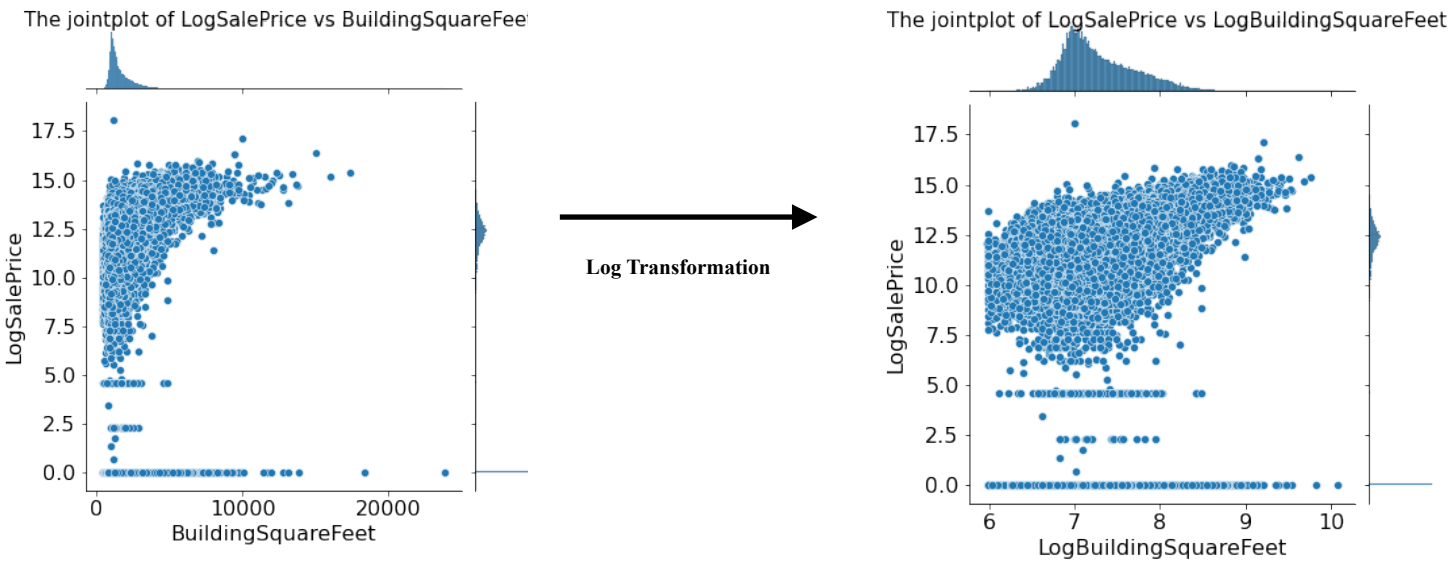 The jointplot of LogSalePrice vs BuildingSquareFee
17.5
15.0
12.5
10.0
7.5
5.0
2.5
0.0
LogSalePrice
0 10000 20000
BuildingSquareFeet
Log Transformation
The jointplot of LogSalePrice vs LogBuildingSquareFeet
17.5
15.0
12.5
10.0
7.5
5.0
2.5
0.0
LogSalePrice
6 7 8 9 10
LogBuildingSquareFeet